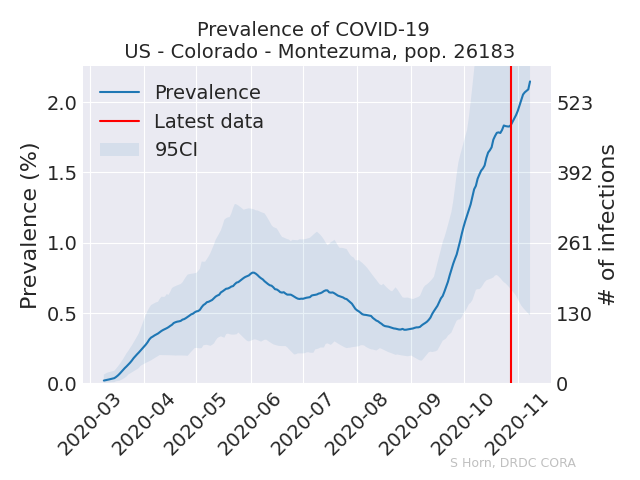 Prevalence of COVID-19
US - Colorado - Montezuma, pop. 26183
Prevalence
Latest data
95CI
Prevalence (%)
2.0
1.5
1.0
0.5
0.0
523
392
261
130
0
# of infections
2020-03
2020-04
2020-05
2020-06
2020-07
2020-08
2020-09
2020-10
2020-11
S Horn, DRDC CORA